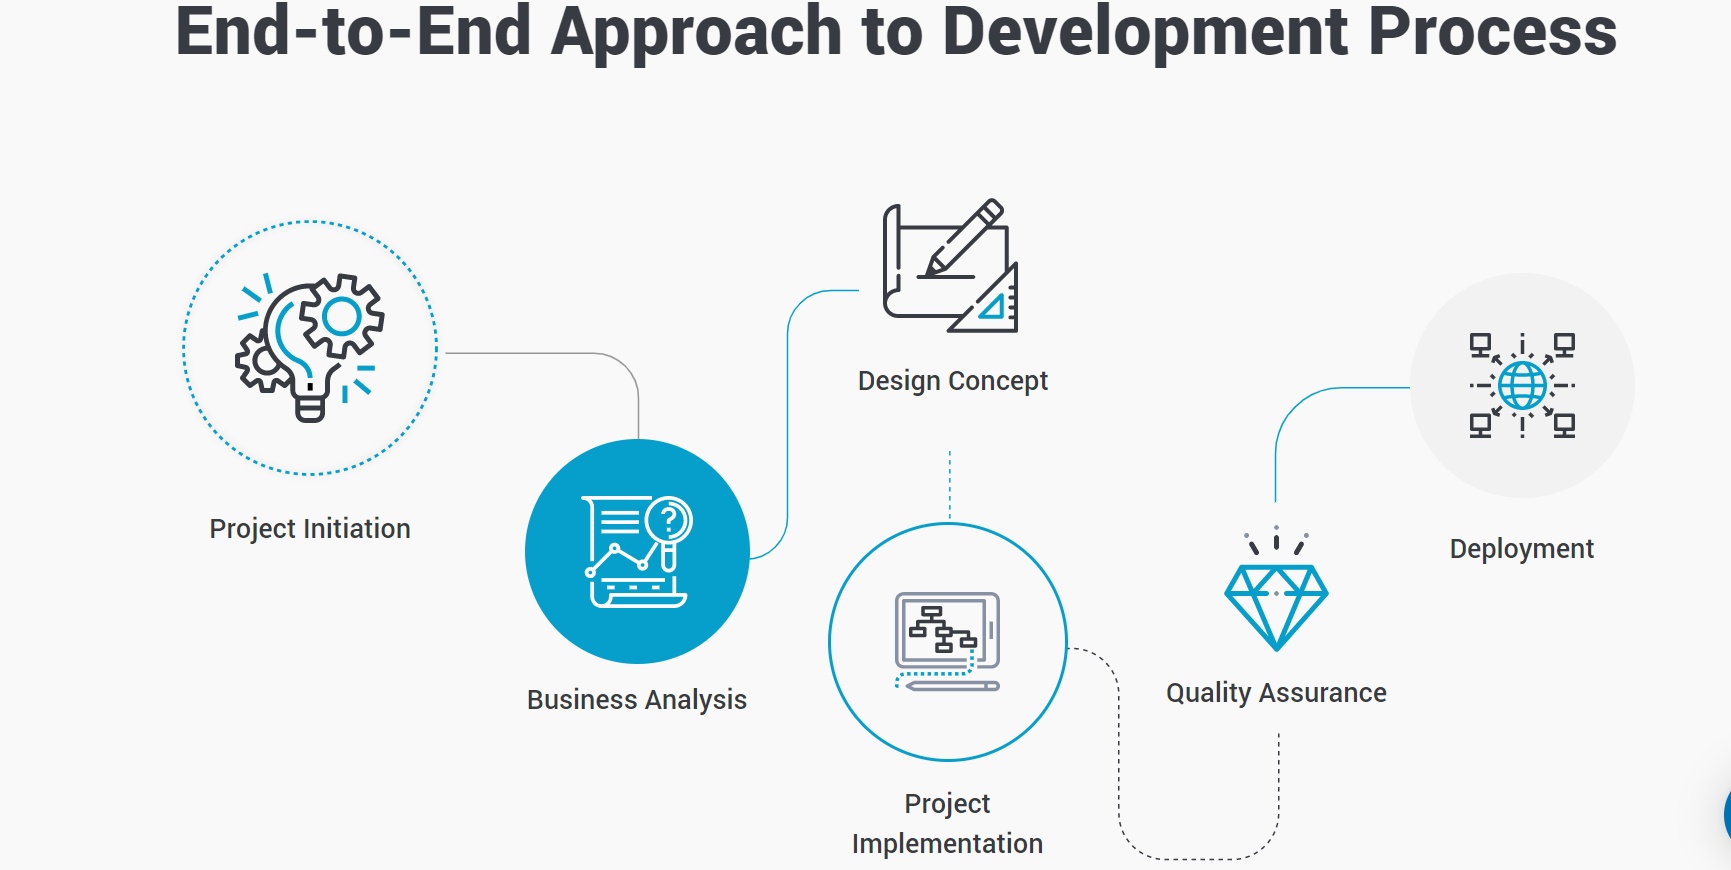 End-to-End Approach to Development Process
Project Initiation
Business Analysis
Design Concept
Project
Implementation
Quality Assurance
Deployment